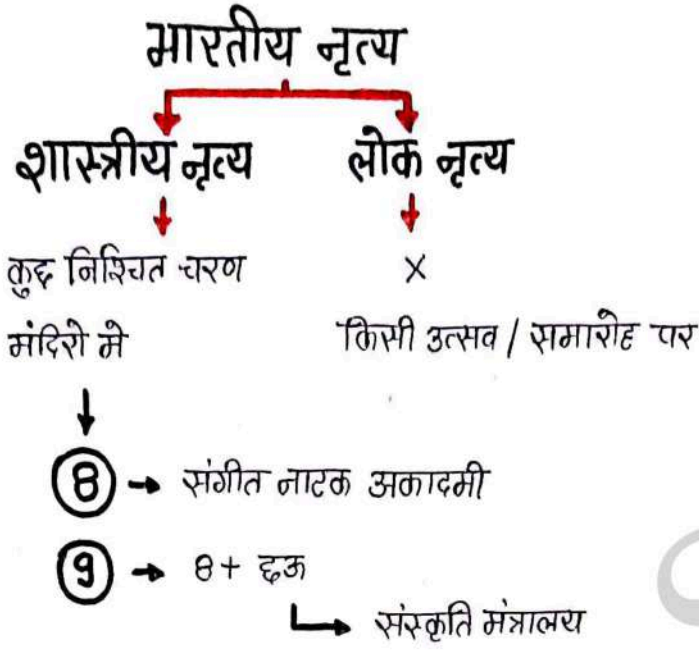 भारतीय नृत्य
शास्त्रीय नृत्य लोक नृत्य
कुछ निश्चित चरण X
मंदिरो मे किसी उत्सव / समारोह पर
8 → संगीत नाटक अकादमी
9 → 8 + छऊ
संस्कृति मंत्रालय